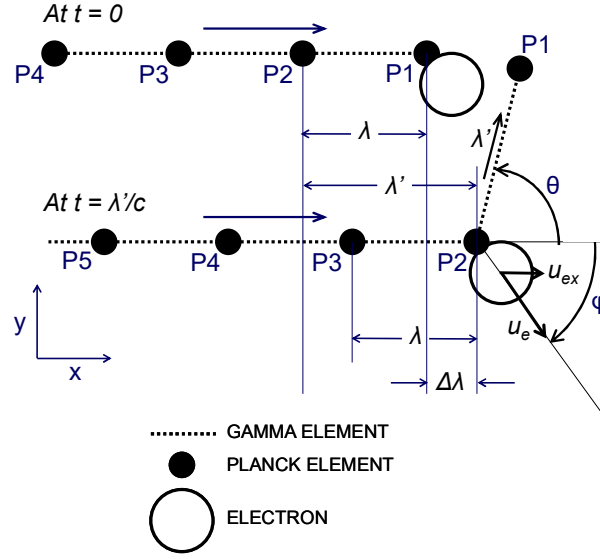 At t = 0
P4
P3
P2
P1
P1
λ
λ'
λ'
θ
At t = λ'/c
P5
P4
P3
P2
u_ex
φ
u_e
y
x
λ
Δλ
GAMMA ELEMENT
PLANCK ELEMENT
ELECTRON